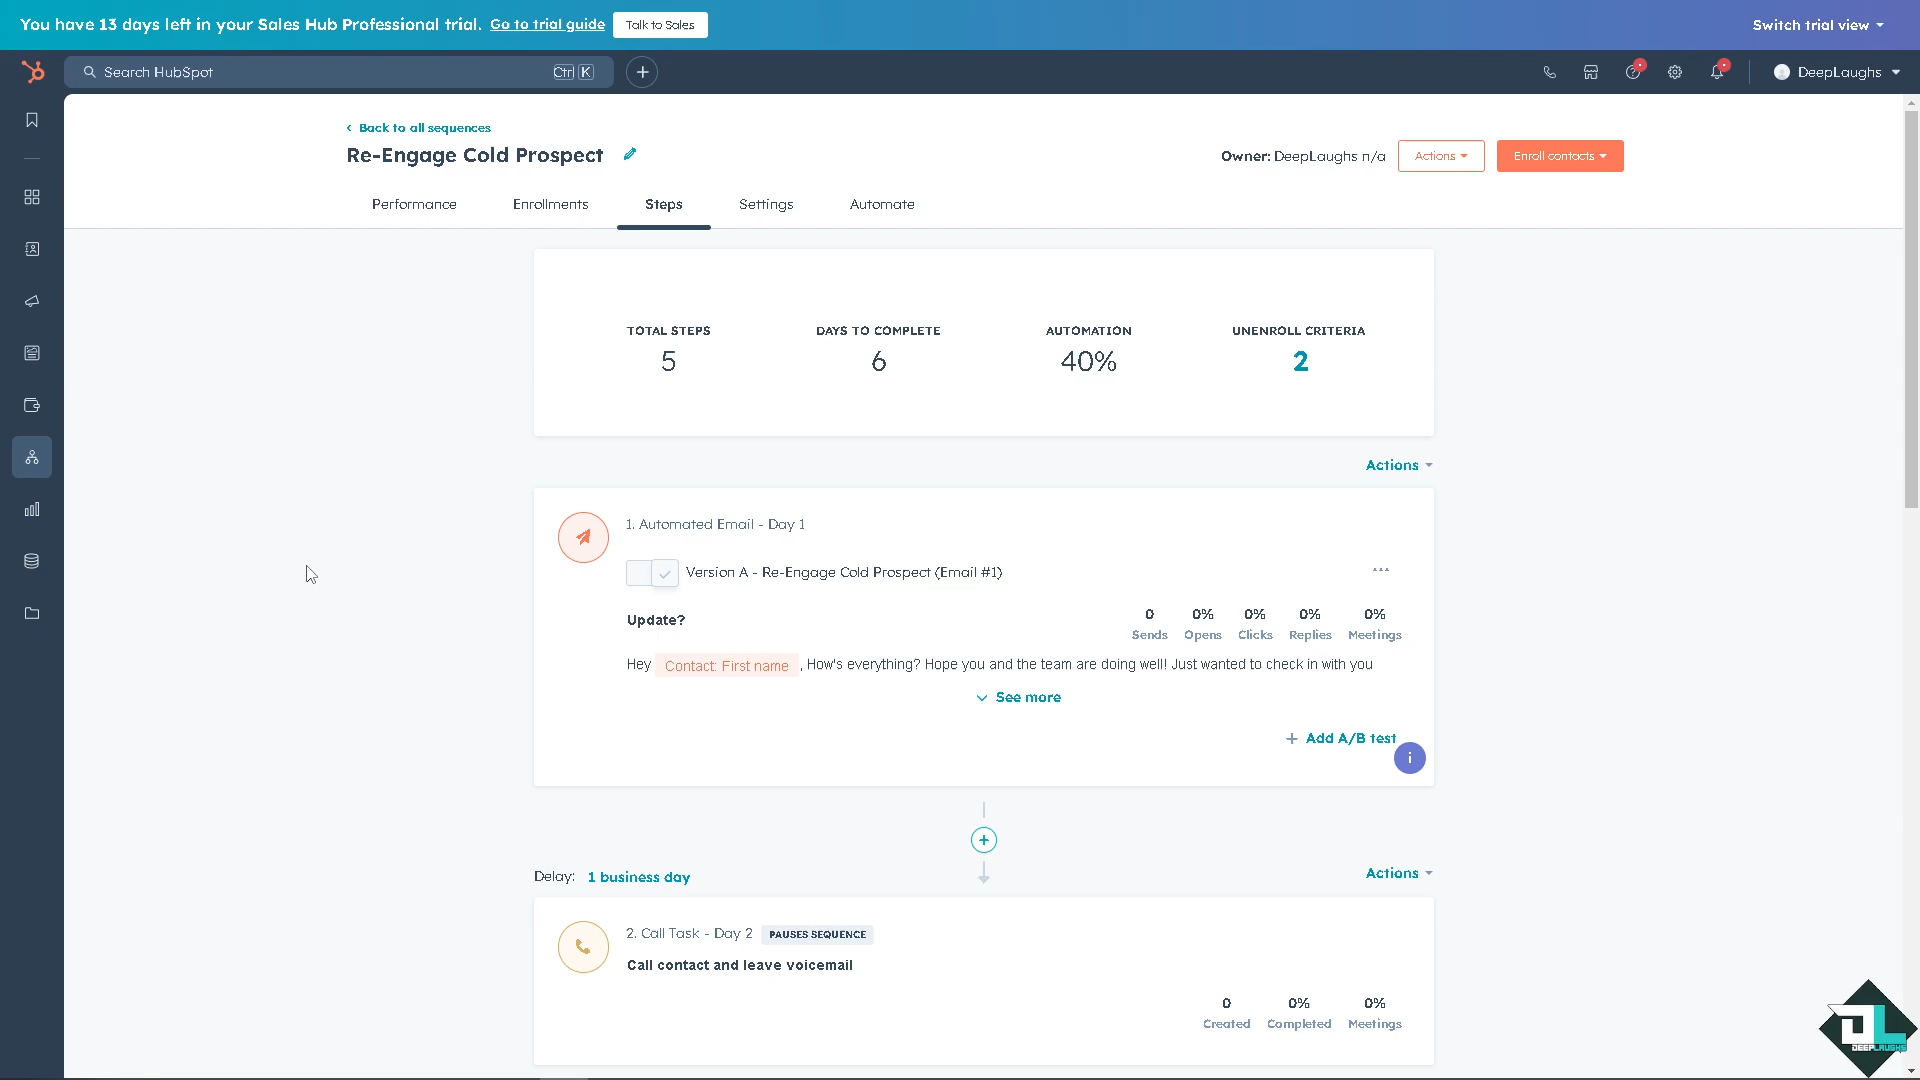 You have 13 days left in your Sales Hub Professional trial. Go to trial guide Talk to Sales Switch trial view
Search HubSpot Ctrl K DeepLaughs
Back to all sequences
Re-Engage Cold Prospect Owner: DeepLaughs n/a Actions Enroll contacts
Performance Enrollments Steps Settings Automate
TOTAL STEPS DAYS TO COMPLETE AUTOMATION UNENROLL CRITERIA
5 6 40% 2
Actions
1. Automated Email - Day 1
Version A - Re-Engage Cold Prospect (Email #1)
Update? 0 0% 0% 0% 0%
Sends Opens Clicks Replies Meetings
Hey Contact: First name , How's everything? Hope you and the team are doing well! Just wanted to check in with you
See more
+ Add A/B test
i
Delay: 1 business day Actions
2. Call Task - Day 2 PAUSES SEQUENCE
Call contact and leave voicemail
0 0% 0%
Created Completed Meetings
DL
DEEPLAUGHS